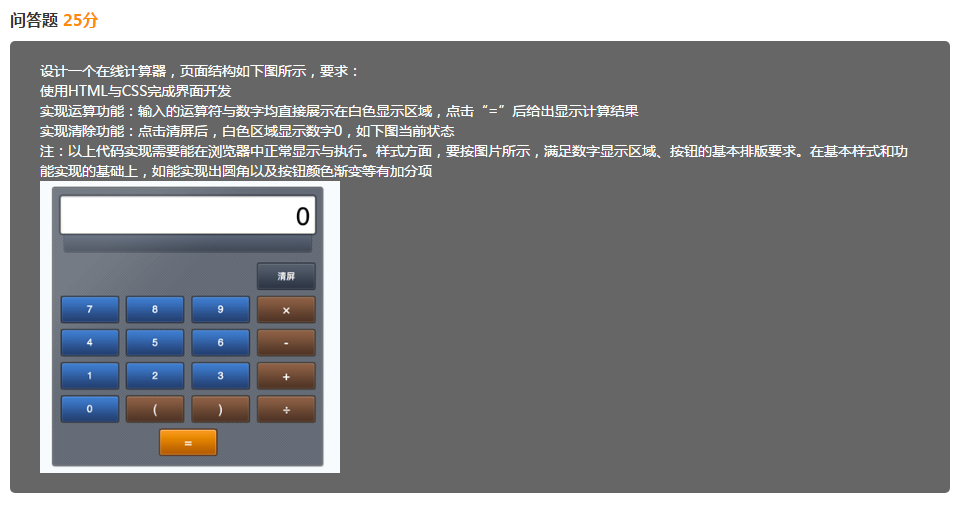 问答题 25分
设计一个在线计算器，页面结构如下图所示，要求：
使用HTML与CSS完成界面开发
实现运算功能：输入的运算符与数字均直接展示在白色显示区域，点击“=”后给出显示计算结果
实现清除功能：点击清屏后，白色区域显示数字0，如下图当前状态
注：以上代码实现需要能在浏览器中正常显示与执行。样式方面，要按图片所示，满足数字显示区域、按钮的基本排版要求。在基本样式和功
能实现的基础上，如能实现出圆角以及按钮颜色渐变等有加分项
0
清屏
7 8 9 ×
4 5 6 -
1 2 3 +
0 ( ) ÷
=